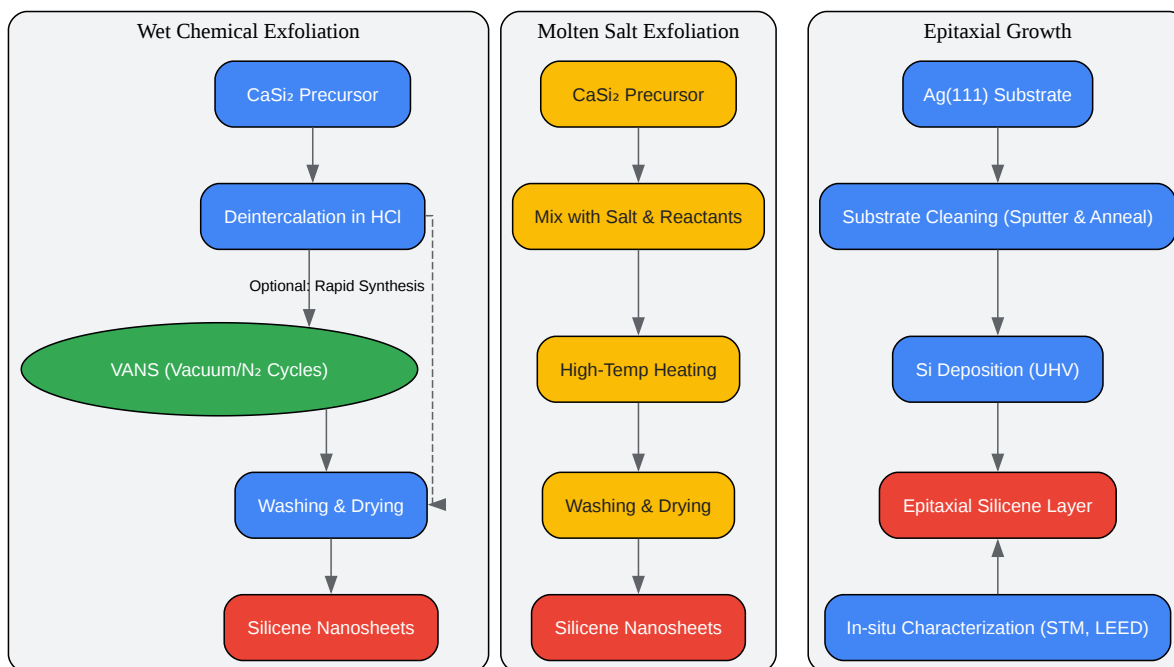 Wet Chemical Exfoliation
CaSi₂ Precursor
Deintercalation in HCl
Optional: Rapid Synthesis
VANS (Vacuum/N₂ Cycles)
Washing & Drying
Silicene Nanosheets
Molten Salt Exfoliation
CaSi₂ Precursor
Mix with Salt & Reactants
High-Temp Heating
Washing & Drying
Silicene Nanosheets
Epitaxial Growth
Ag(111) Substrate
Substrate Cleaning (Sputter & Anneal)
Si Deposition (UHV)
Epitaxial Silicene Layer
In-situ Characterization (STM, LEED)